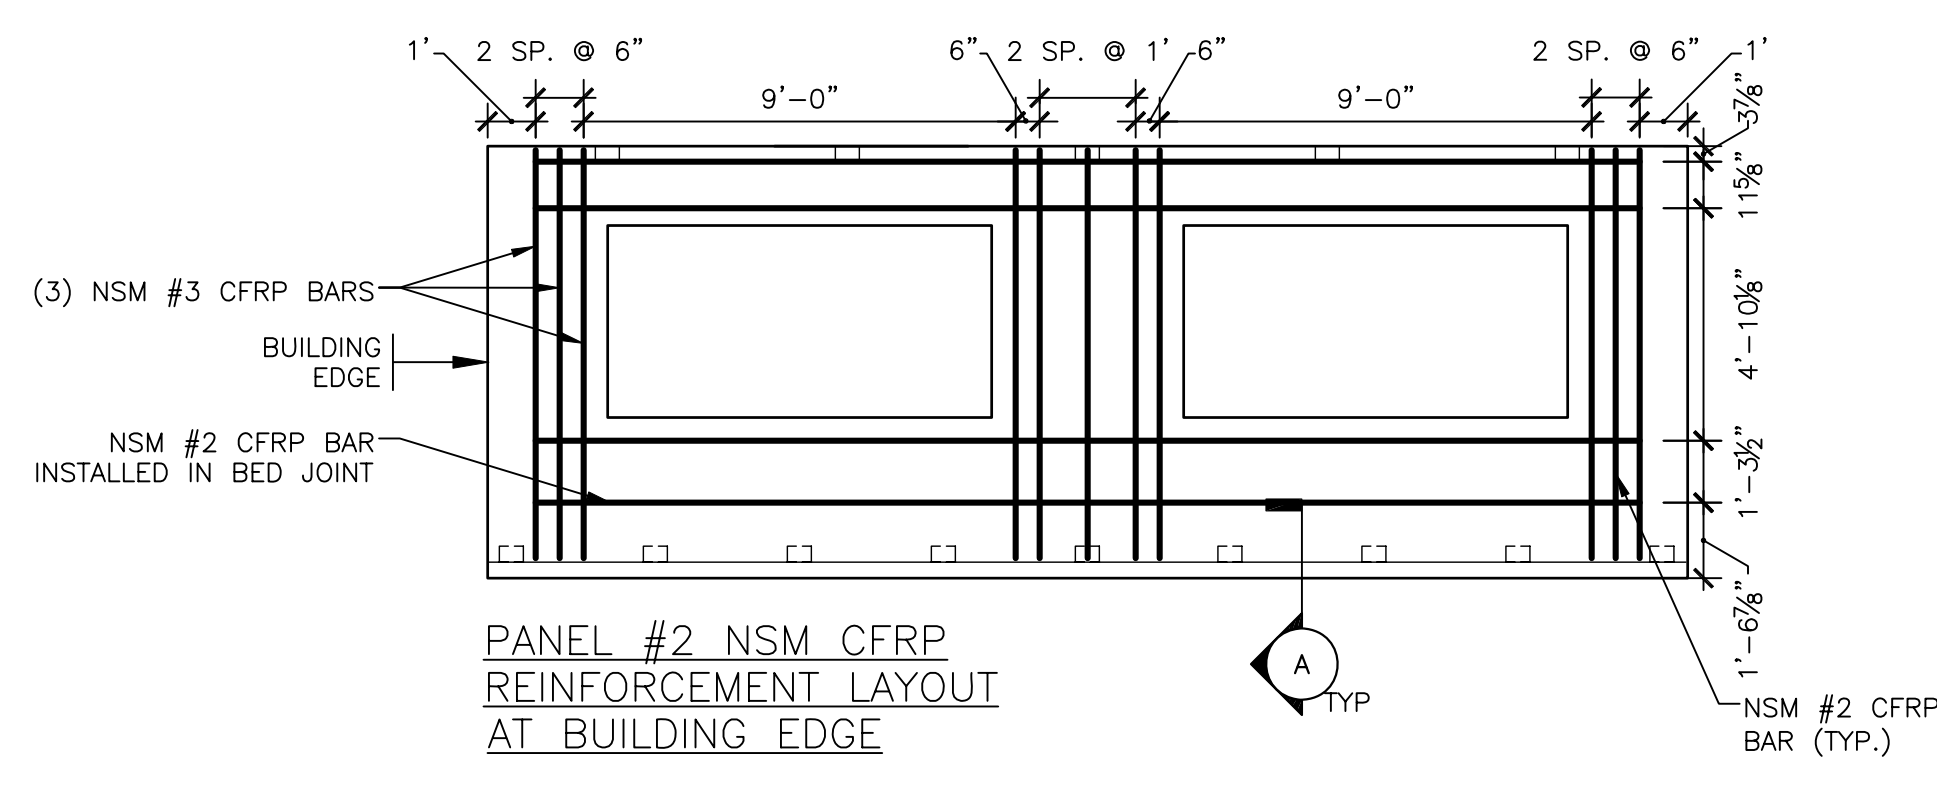 1' 2 SP. @ 6" 6" 2 SP. @ 1' 6" 2 SP. @ 6" 1'
9'-0" 9'-0"
3⅞"
11⅝"
(3) NSM #3 CFRP BARS
4'-10⅛"
BUILDING
EDGE
NSM #2 CFRP BAR
INSTALLED IN BED JOINT
1'-3½"
1'-6⅞"
PANEL #2 NSM CFRP
REINFORCEMENT LAYOUT
AT BUILDING EDGE
A
TYP
NSM #2 CFRP
BAR (TYP.)